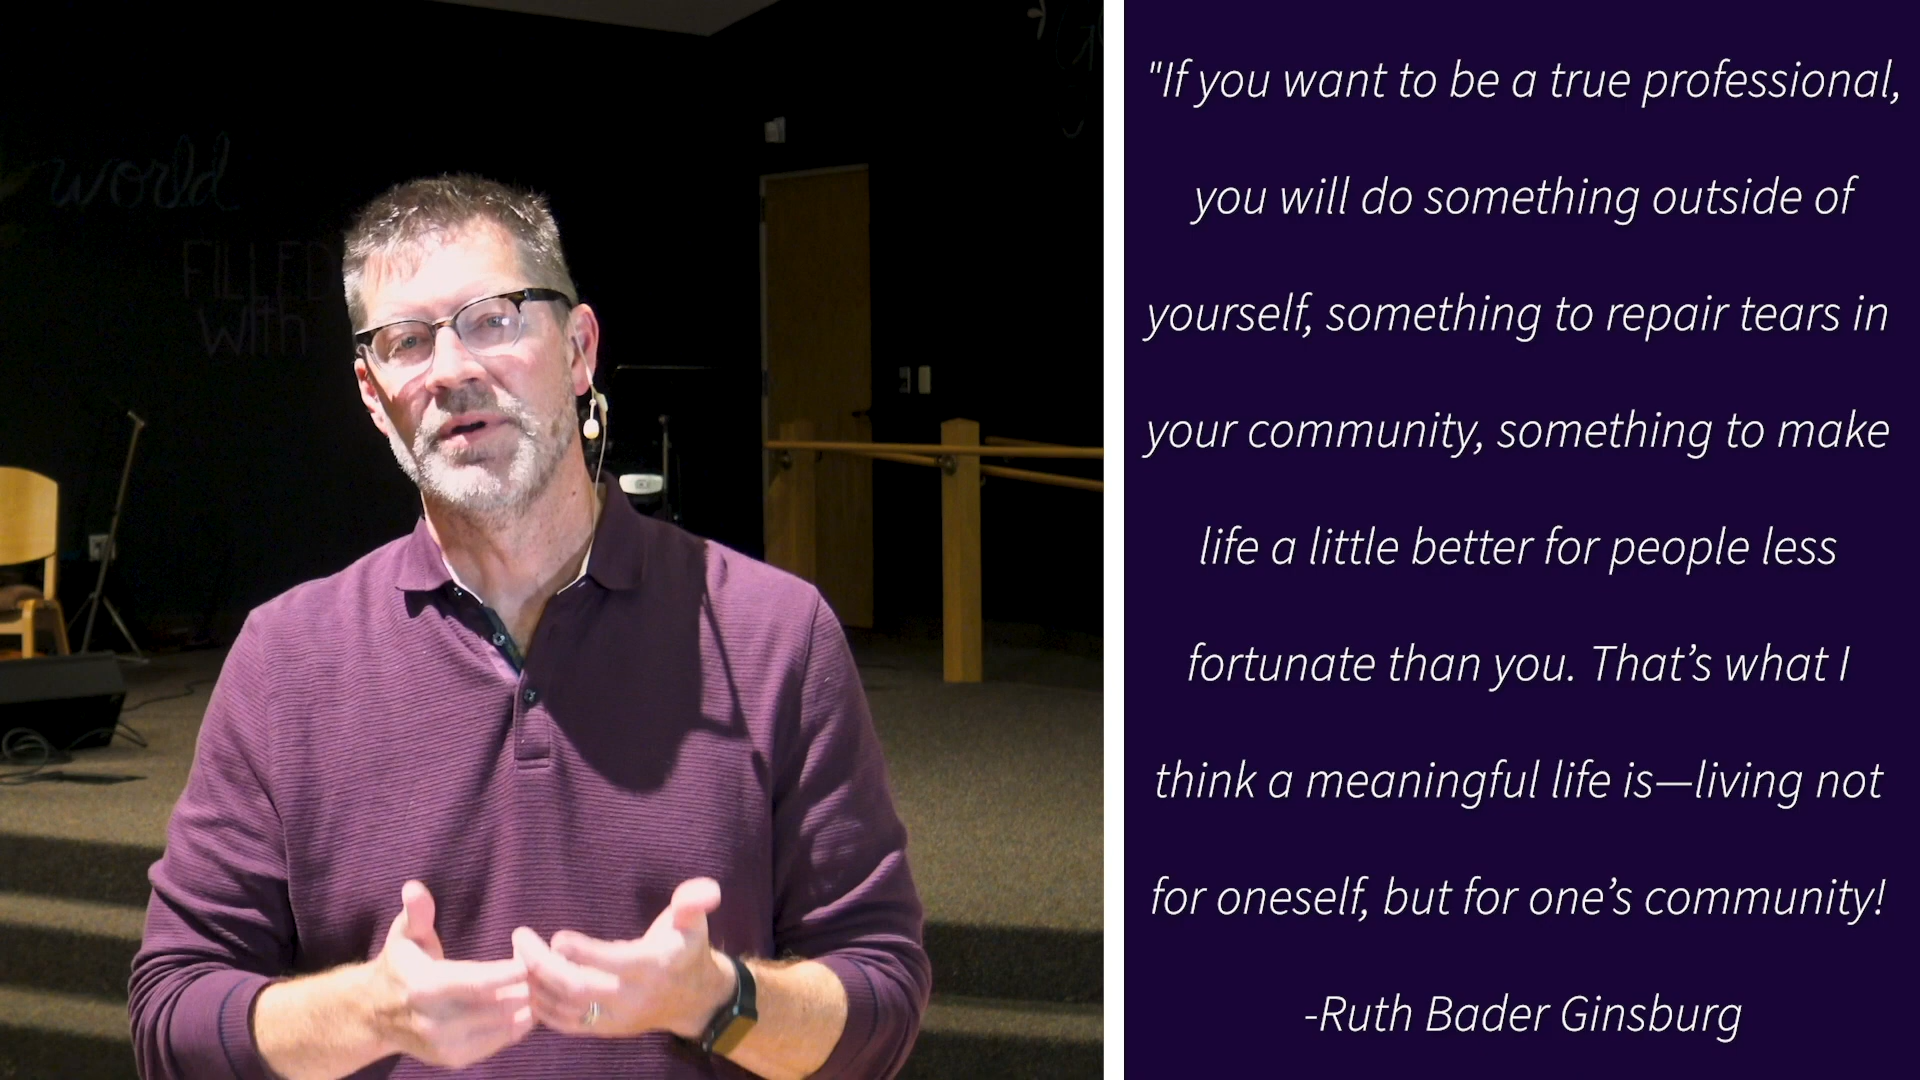 world
FILLED
with
"If you want to be a true professional,
you will do something outside of
yourself, something to repair tears in
your community, something to make
life a little better for people less
fortunate than you. That’s what I
think a meaningful life is—living not
for oneself, but for one’s community!
-Ruth Bader Ginsburg